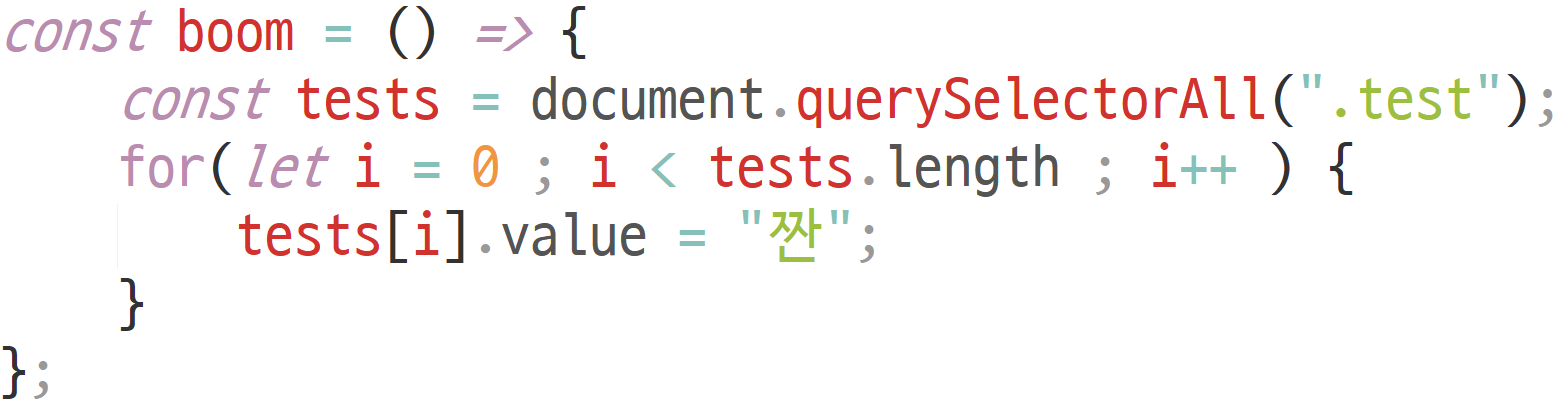 const boom = () => {
    const tests = document.querySelectorAll(".test");
    for(let i = 0 ; i < tests.length ; i++ ) {
        tests[i].value = "짠";
    }
};